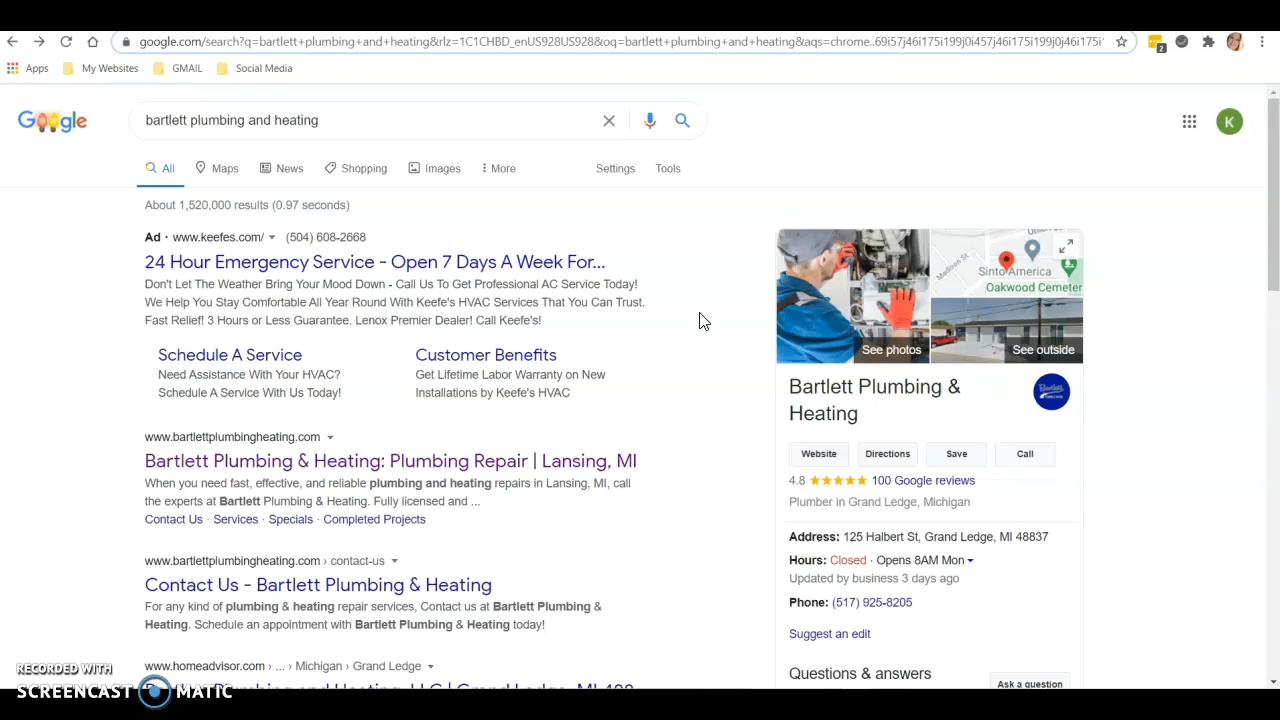 google.com/search?q=bartlett+plumbing+and+heating&rlz=1C1CHBD_enUS928US928&oq=bartlett+plumbing+and+heating&aqs=chrome..69i57j46i175i199j0i457j46i175i199j0j46i175i1
2
Apps My Websites GMAIL Social Media
Google
bartlett plumbing and heating
K
All Maps News Shopping Images More Settings Tools
About 1,520,000 results (0.97 seconds)
Ad · www.keefes.com/ (504) 608-2668
24 Hour Emergency Service - Open 7 Days A Week For...
Don't Let The Weather Bring Your Mood Down - Call Us To Get Professional AC Service Today!
We Help You Stay Comfortable All Year Round With Keefe's HVAC Services That You Can Trust.
Fast Relief! 3 Hours or Less Guarantee. Lenox Premier Dealer! Call Keefe's!
Schedule A Service
Need Assistance With Your HVAC?
Schedule A Service With Us Today!
Customer Benefits
Get Lifetime Labor Warranty on New
Installations by Keefe's HVAC
www.bartlettplumbingheating.com
Bartlett Plumbing & Heating: Plumbing Repair | Lansing, MI
When you need fast, effective, and reliable plumbing and heating repairs in Lansing, MI, call
the experts at Bartlett Plumbing & Heating. Fully licensed and ...
Contact Us · Services · Specials · Completed Projects
www.bartlettplumbingheating.com › contact-us
Contact Us - Bartlett Plumbing & Heating
For any kind of plumbing & heating repair services, Contact us at Bartlett Plumbing &
Heating. Schedule an appointment with Bartlett Plumbing & Heating today!
www.homeadvisor.com › ... › Michigan › Grand Ledge
Madison St
Sinto America
Oakwood Cemeter
See photos
See outside
Bartlett Plumbing &
Heating
Bartlett
Website Directions Save Call
4.8 100 Google reviews
Plumber in Grand Ledge, Michigan
Address: 125 Halbert St, Grand Ledge, MI 48837
Hours: Closed · Opens 8AM Mon
Updated by business 3 days ago
Phone: (517) 925-8205
Suggest an edit
Questions & answers
Ask a question
RECORDED WITH
SCREENCAST MATIC